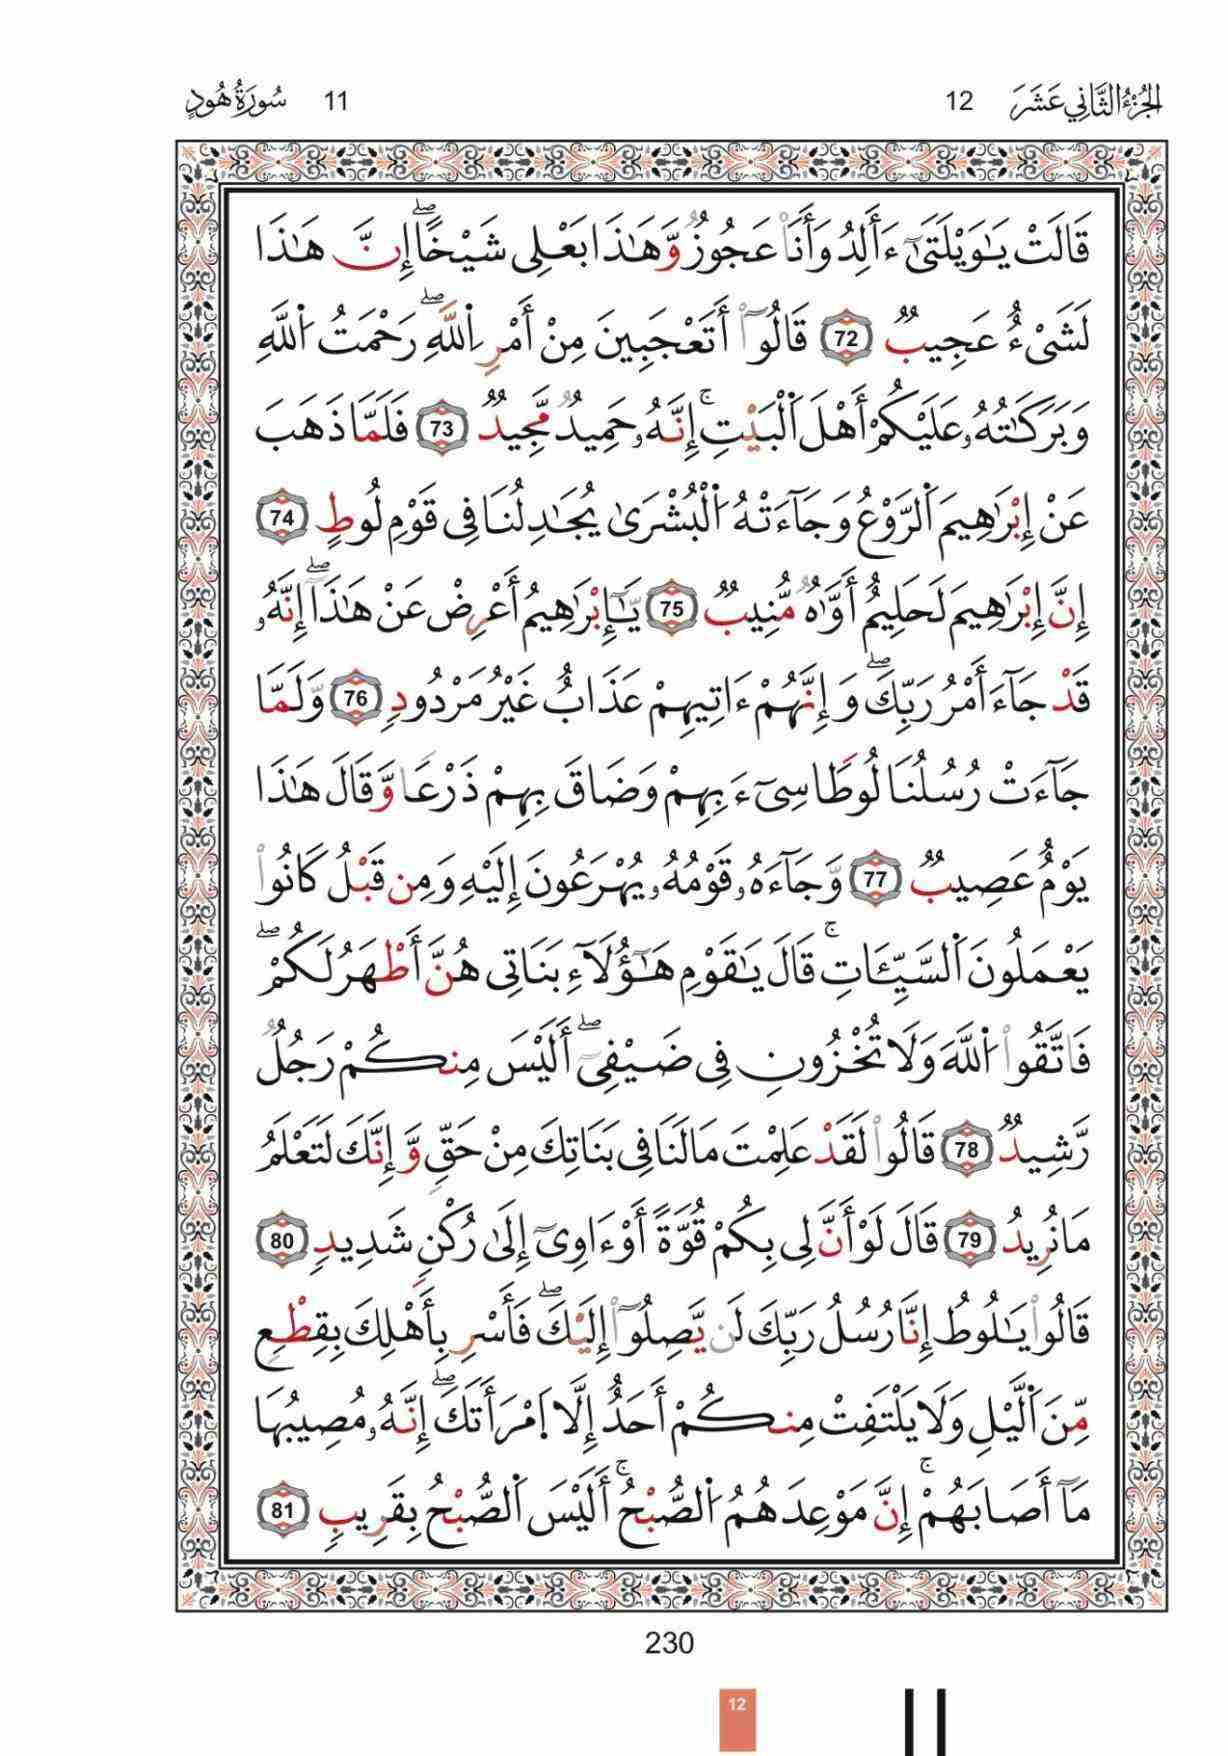 الجُزْءُ الثَّانِي عَشَرَ 12 11 سُورَةُ هُودٍ
قَالَتْ يَـٰوَيْلَتَىٰٓ ءَأَلِدُ وَأَنَا۠ عَجُوزٌ وَّهَـٰذَا بَعْلِى شَيْخًا ۖ إِنَّ هَـٰذَا
لَشَىْءٌ عَجِيبٌ 72 قَالُوٓا۟ أَتَعْجَبِينَ مِنْ أَمْرِ ٱللَّهِ ۖ رَحْمَتُ ٱللَّهِ
وَبَرَكَـٰتُهُۥ عَلَيْكُمْ أَهْلَ ٱلْبَيْتِ ۚ إِنَّهُۥ حَمِيدٌ مَّجِيدٌ 73 فَلَمَّا ذَهَبَ
عَنْ إِبْرَٰهِيمَ ٱلرَّوْعُ وَجَآءَتْهُ ٱلْبُشْرَىٰ يُجَـٰدِلُنَا فِى قَوْمِ لُوطٍ 74
إِنَّ إِبْرَٰهِيمَ لَحَلِيمٌ أَوَّٰهٌ مُّنِيبٌ 75 يَّـٰٓإِبْرَٰهِيمُ أَعْرِضْ عَنْ هَـٰذَآ ۖ إِنَّهُۥ
قَدْ جَآءَ أَمْرُ رَبِّكَ ۖ وَإِنَّهُمْ ءَاتِيهِمْ عَذَابٌ غَيْرُ مَرْدُودٍ 76 وَّلَمَّا
جَآءَتْ رُسُلُنَا لُوطًا سِىٓءَ بِهِمْ وَضَاقَ بِهِمْ ذَرْعًا وَّقَالَ هَـٰذَا
يَوْمٌ عَصِيبٌ 77 وَّجَآءَهُۥ قَوْمُهُۥ يُهْرَعُونَ إِلَيْهِ وَمِن قَبْلُ كَانُوا۟
يَعْمَلُونَ ٱلسَّيِّـَٔاتِ ۚ قَالَ يَـٰقَوْمِ هَـٰٓؤُلَآءِ بَنَاتِى هُنَّ أَطْهَرُ لَكُمْ ۖ
فَٱتَّقُوا۟ ٱللَّهَ وَلَا تُخْزُونِ فِى ضَيْفِىٓ ۖ أَلَيْسَ مِنكُمْ رَجُلٌ
رَّشِيدٌ 78 قَالُوا۟ لَقَدْ عَلِمْتَ مَا لَنَا فِى بَنَاتِكَ مِنْ حَقٍّ وَّإِنَّكَ لَتَعْلَمُ
مَا نُرِيدُ 79 قَالَ لَوْ أَنَّ لِى بِكُمْ قُوَّةً أَوْ ءَاوِىٓ إِلَىٰ رُكْنٍ شَدِيدٍ 80
قَالُوا۟ يَـٰلُوطُ إِنَّا رُسُلُ رَبِّكَ لَن يَّصِلُوٓا۟ إِلَيْكَ ۖ فَأَسْرِ بِأَهْلِكَ بِقِطْعٍ
مِّنَ ٱلَّيْلِ وَلَا يَلْتَفِتْ مِنكُمْ أَحَدٌ إِلَّا ٱمْرَأَتَكَ ۖ إِنَّهُۥ مُصِيبُهَا
مَآ أَصَابَهُمْ ۚ إِنَّ مَوْعِدَهُمُ ٱلصُّبْحُ ۚ أَلَيْسَ ٱلصُّبْحُ بِقَرِيبٍ 81
230
12